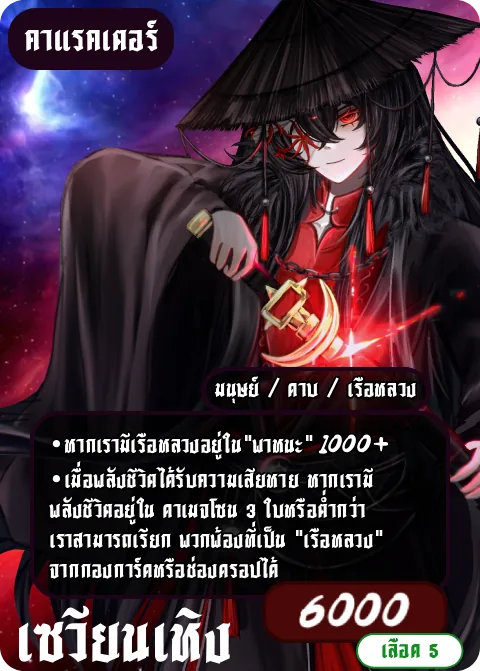 คาแรคเตอร์
มนุษย์ / ดาบ / เรือหลวง
•หากเรามีเรือหลวงอยู่ใน"พาหนะ" 1000+
•เมื่อพลังชีวิตได้รับความเสียหาย หากเรามี
พลังชีวิตอยู่ใน ดาเมจโซน 3 ใบหรือต่ำกว่า
เราสามารถเรียก พวกพ้องที่เป็น "เรือหลวง"
จากกองการ์ดหรือช่องดรอปได้
6000
เซวียนเหิง
เลือด 5